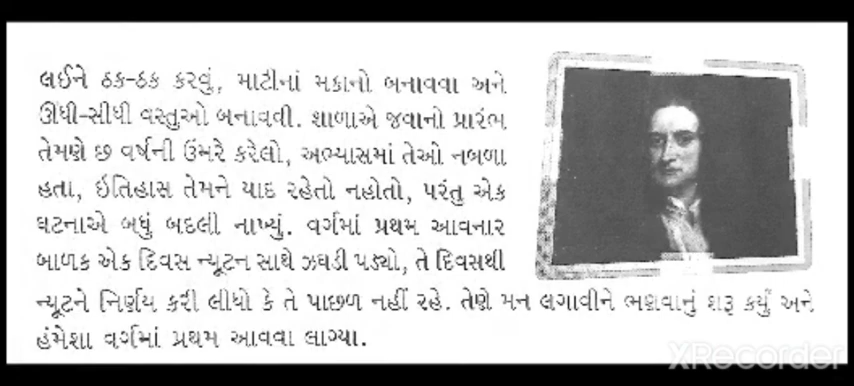 લઈને ઠક-ઠક કરવું, માટીનાં મકાનો બનાવવા અને
ઊંધી-સીધી વસ્તુઓ બનાવવી. શાળાએ જવાનો પ્રારંભ
તેમણે છ વર્ષની ઉંમરે કરેલો, અભ્યાસમાં તેઓ નબળા
હતા, ઇતિહાસ તેમને યાદ રહેતો નહોતો, પરંતુ એક
ઘટનાએ બધું બદલી નાખ્યું. વર્ગમાં પ્રથમ આવનાર
બાળક એક દિવસ ન્યૂટન સાથે ઝઘડી પડ્યો, તે દિવસથી
ન્યૂટને નિર્ણય કરી લીધો કે તે પાછળ નહીં રહે. તેણે મન લગાવીને ભણવાનું શરૂ કર્યું અને
હંમેશા વર્ગમાં પ્રથમ આવવા લાગ્યા.
XRecorder